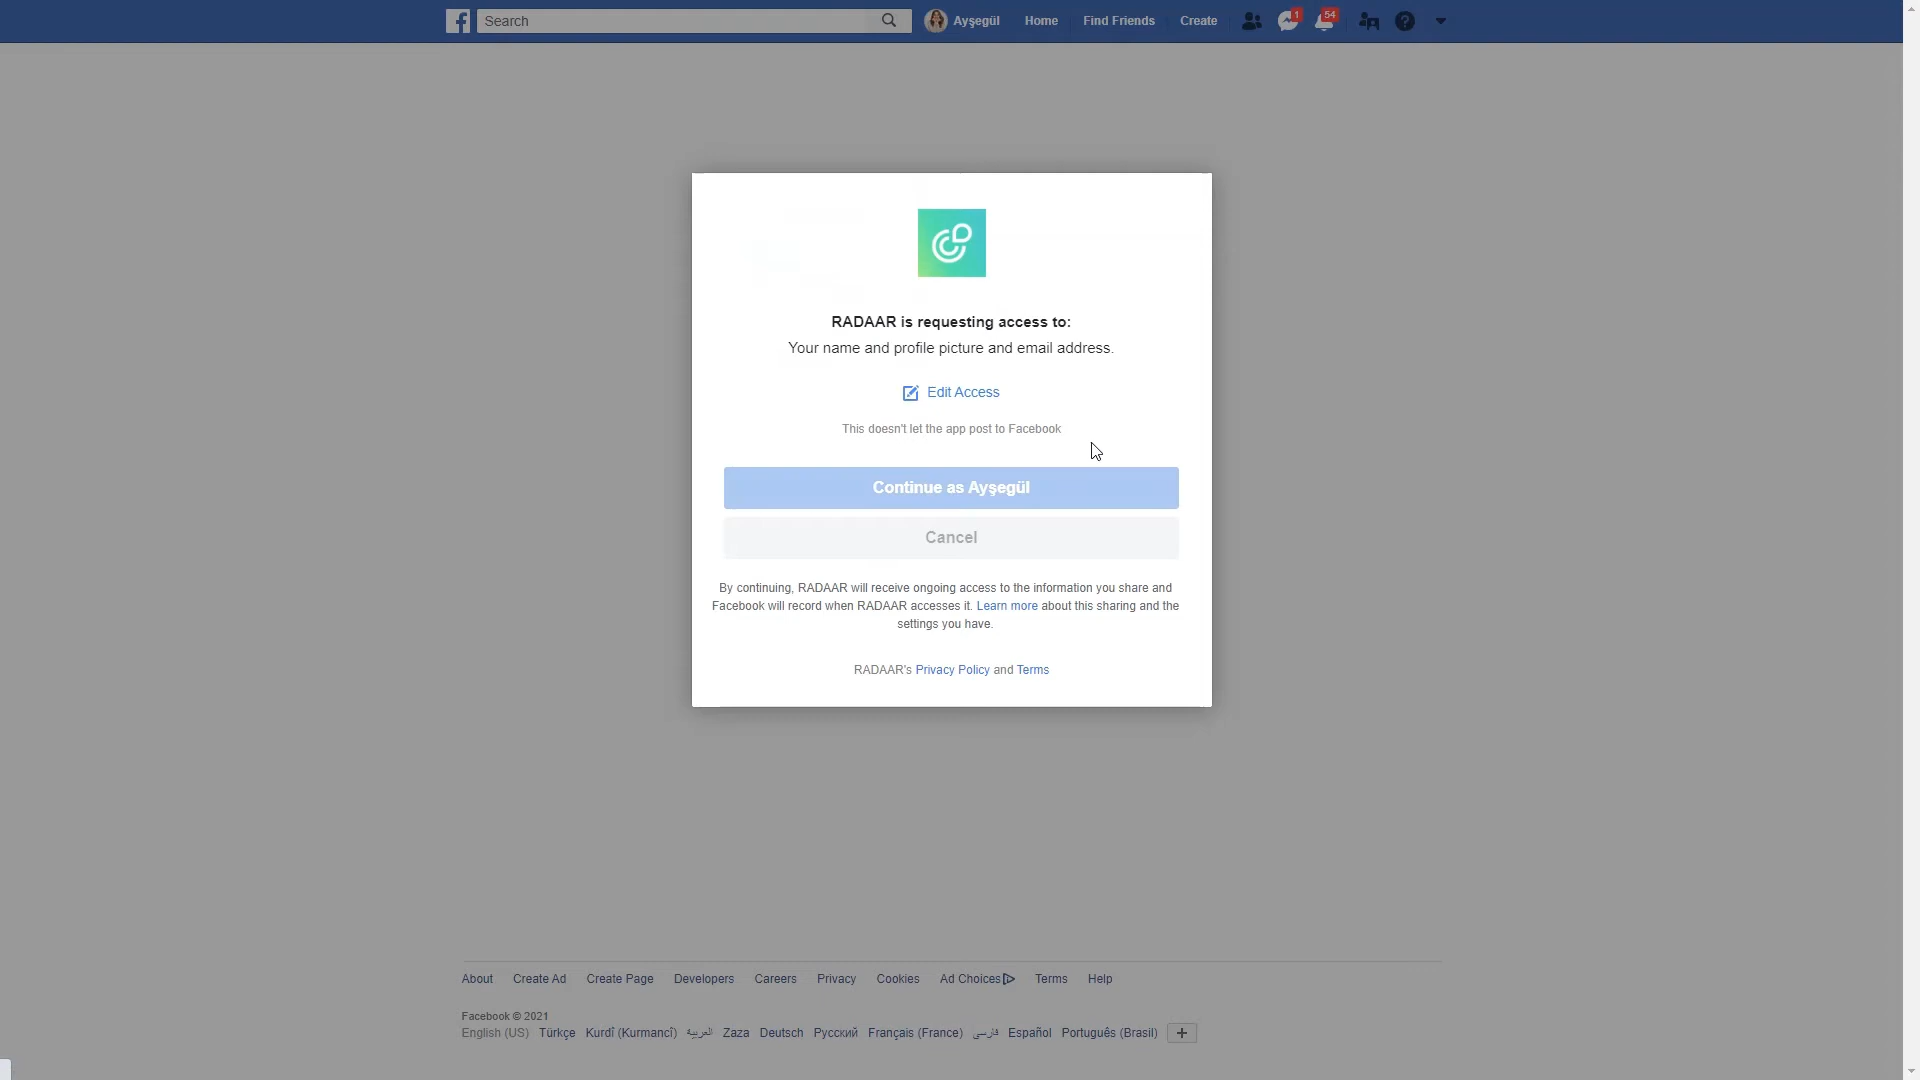 Search
Ayşegül
Home
Find Friends
Create
1
54
RADAAR is requesting access to:
Your name and profile picture and email address.
Edit Access
This doesn't let the app post to Facebook
Continue as Ayşegül
Cancel
By continuing, RADAAR will receive ongoing access to the information you share and
Facebook will record when RADAAR accesses it. Learn more about this sharing and the
settings you have.
RADAAR's Privacy Policy and Terms
About Create Ad Create Page Developers Careers Privacy Cookies Ad Choices Terms Help
Facebook © 2021
English (US) Türkçe Kurdî (Kurmancî) العربية Zaza Deutsch Русский Français (France) فارسی Español Português (Brasil)